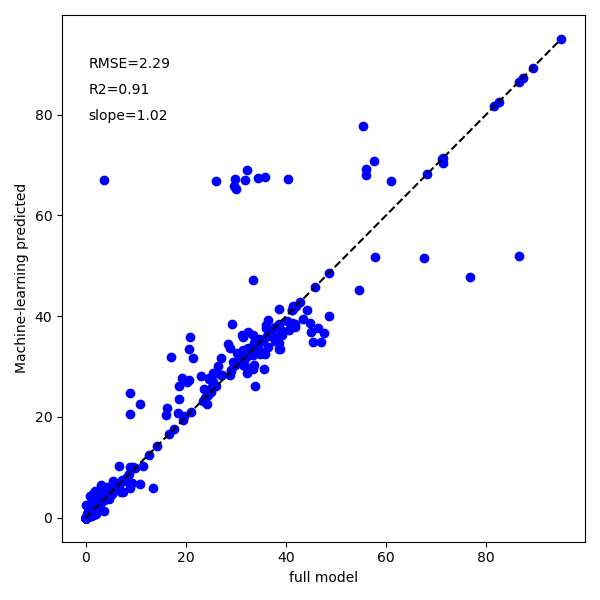 RMSE=2.29
R2=0.91
slope=1.02
Machine-learning predicted
80
60
40
20
0
0 20 40 60 80
full model